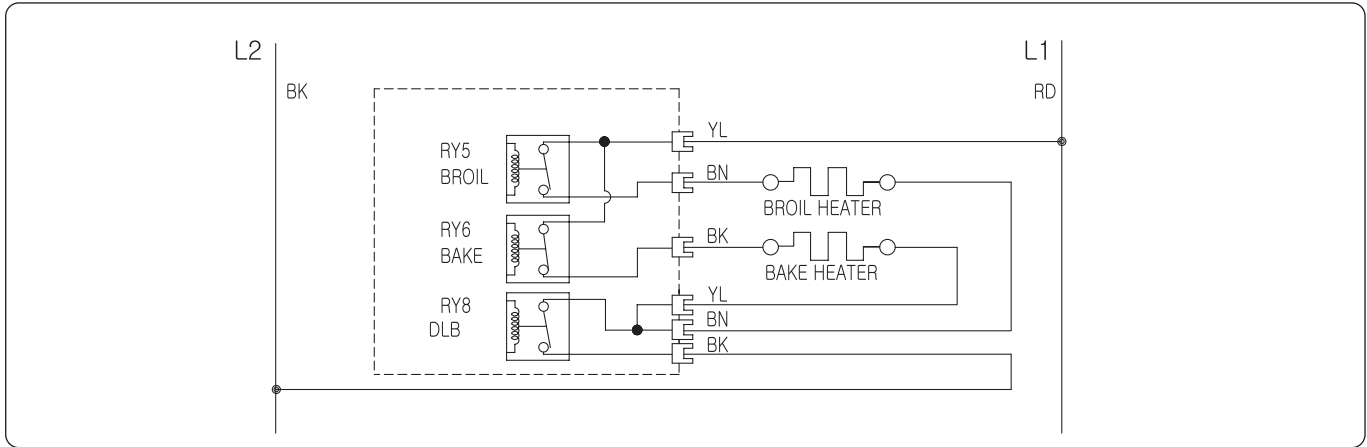 L2
L1
BK
RD
YL
RY5
BROIL
BN
BROIL HEATER
RY6
BAKE
BK
BAKE HEATER
YL
RY8
DLB
BN
BK